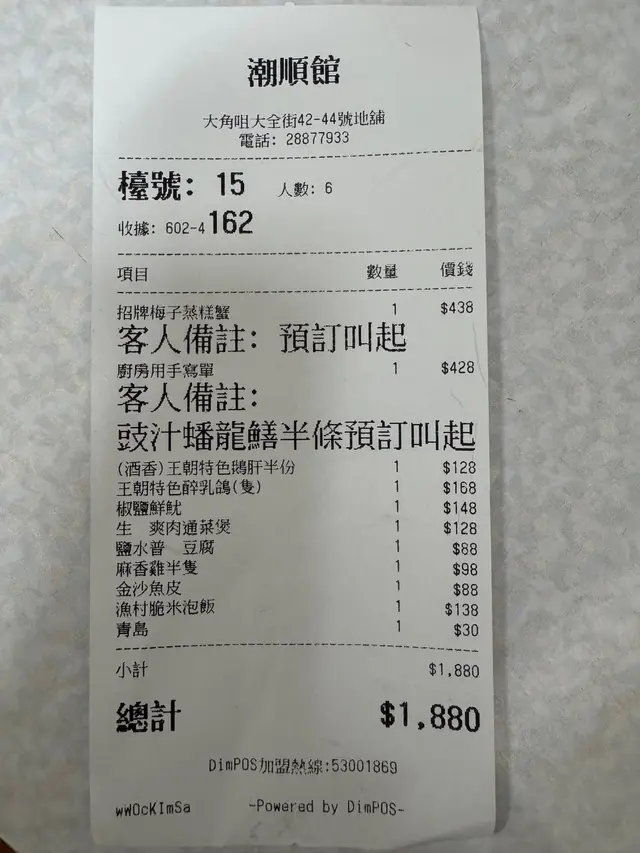 潮順館
大角咀大全街42-44號地舖
電話: 28877933
檯號: 15 人數: 6
收據: 602-4162
項目 數量 價錢
招牌梅子蒸糕蟹 1 $438
客人備註: 預訂叫起
廚房用手寫單 1 $428
客人備註:
豉汁蟠龍鱔半條預訂叫起
(酒香)王朝特色鵝肝半份 1 $128
王朝特色醉乳鴿(隻) 1 $168
椒鹽鮮魷 1 $148
生 爽肉通菜煲 1 $128
鹽水普 豆腐 1 $88
麻香雞半隻 1 $98
金沙魚皮 1 $88
漁村脆米泡飯 1 $138
青島 1 $30
小計 $1,880
總計 $1,880
DimPOS加盟熱線:53001869
wWOcKImSa -Powered by DimPOS-